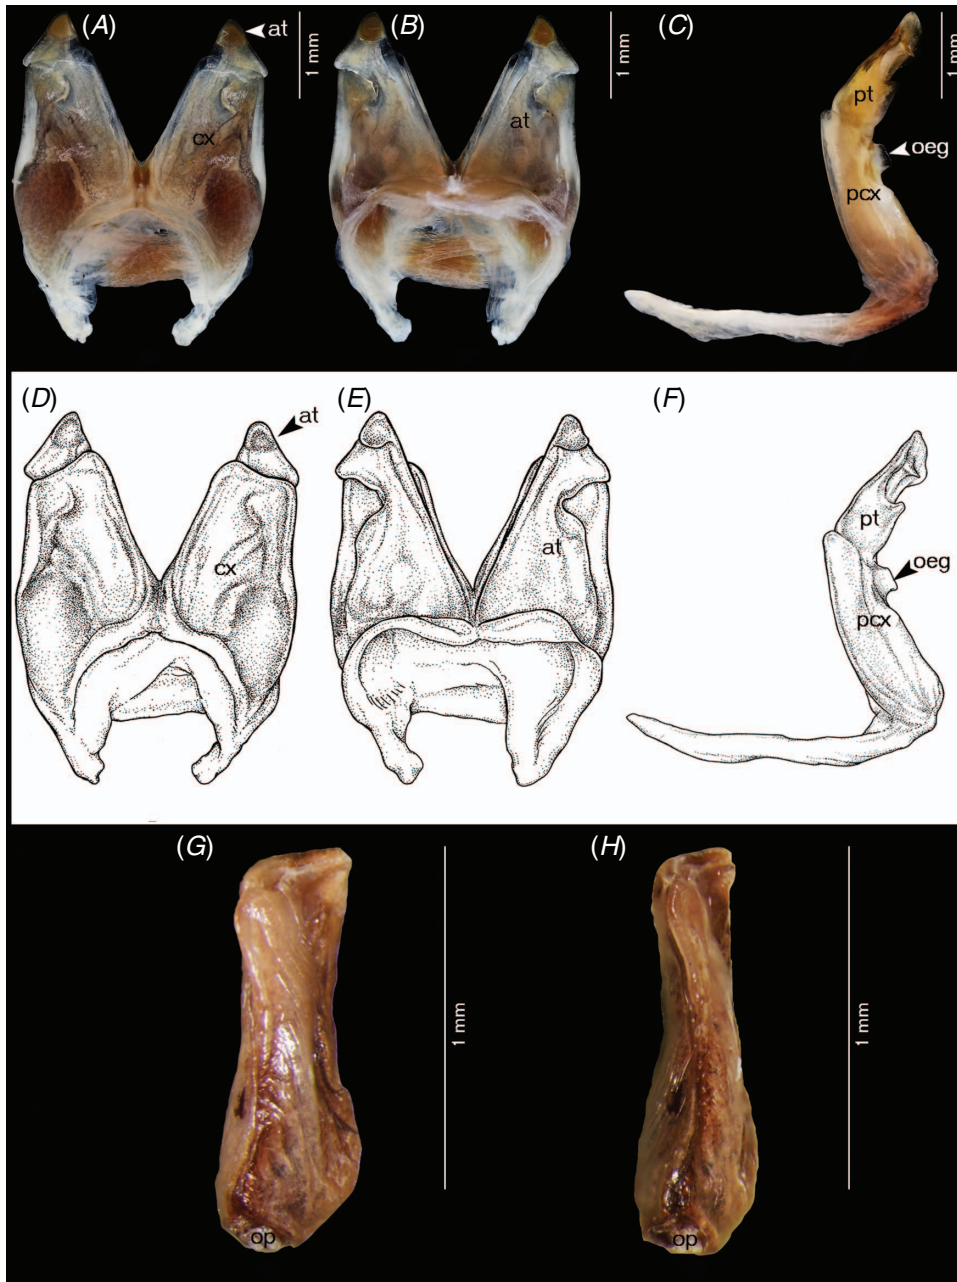 (A)
at
1 mm
cx
(B)
1 mm
at
(C)
1 mm
pt
oeg
pcx
(D)
at
cx
(E)
at
(F)
pt
oeg
pcx
(G)
1 mm
op
(H)
1 mm
op